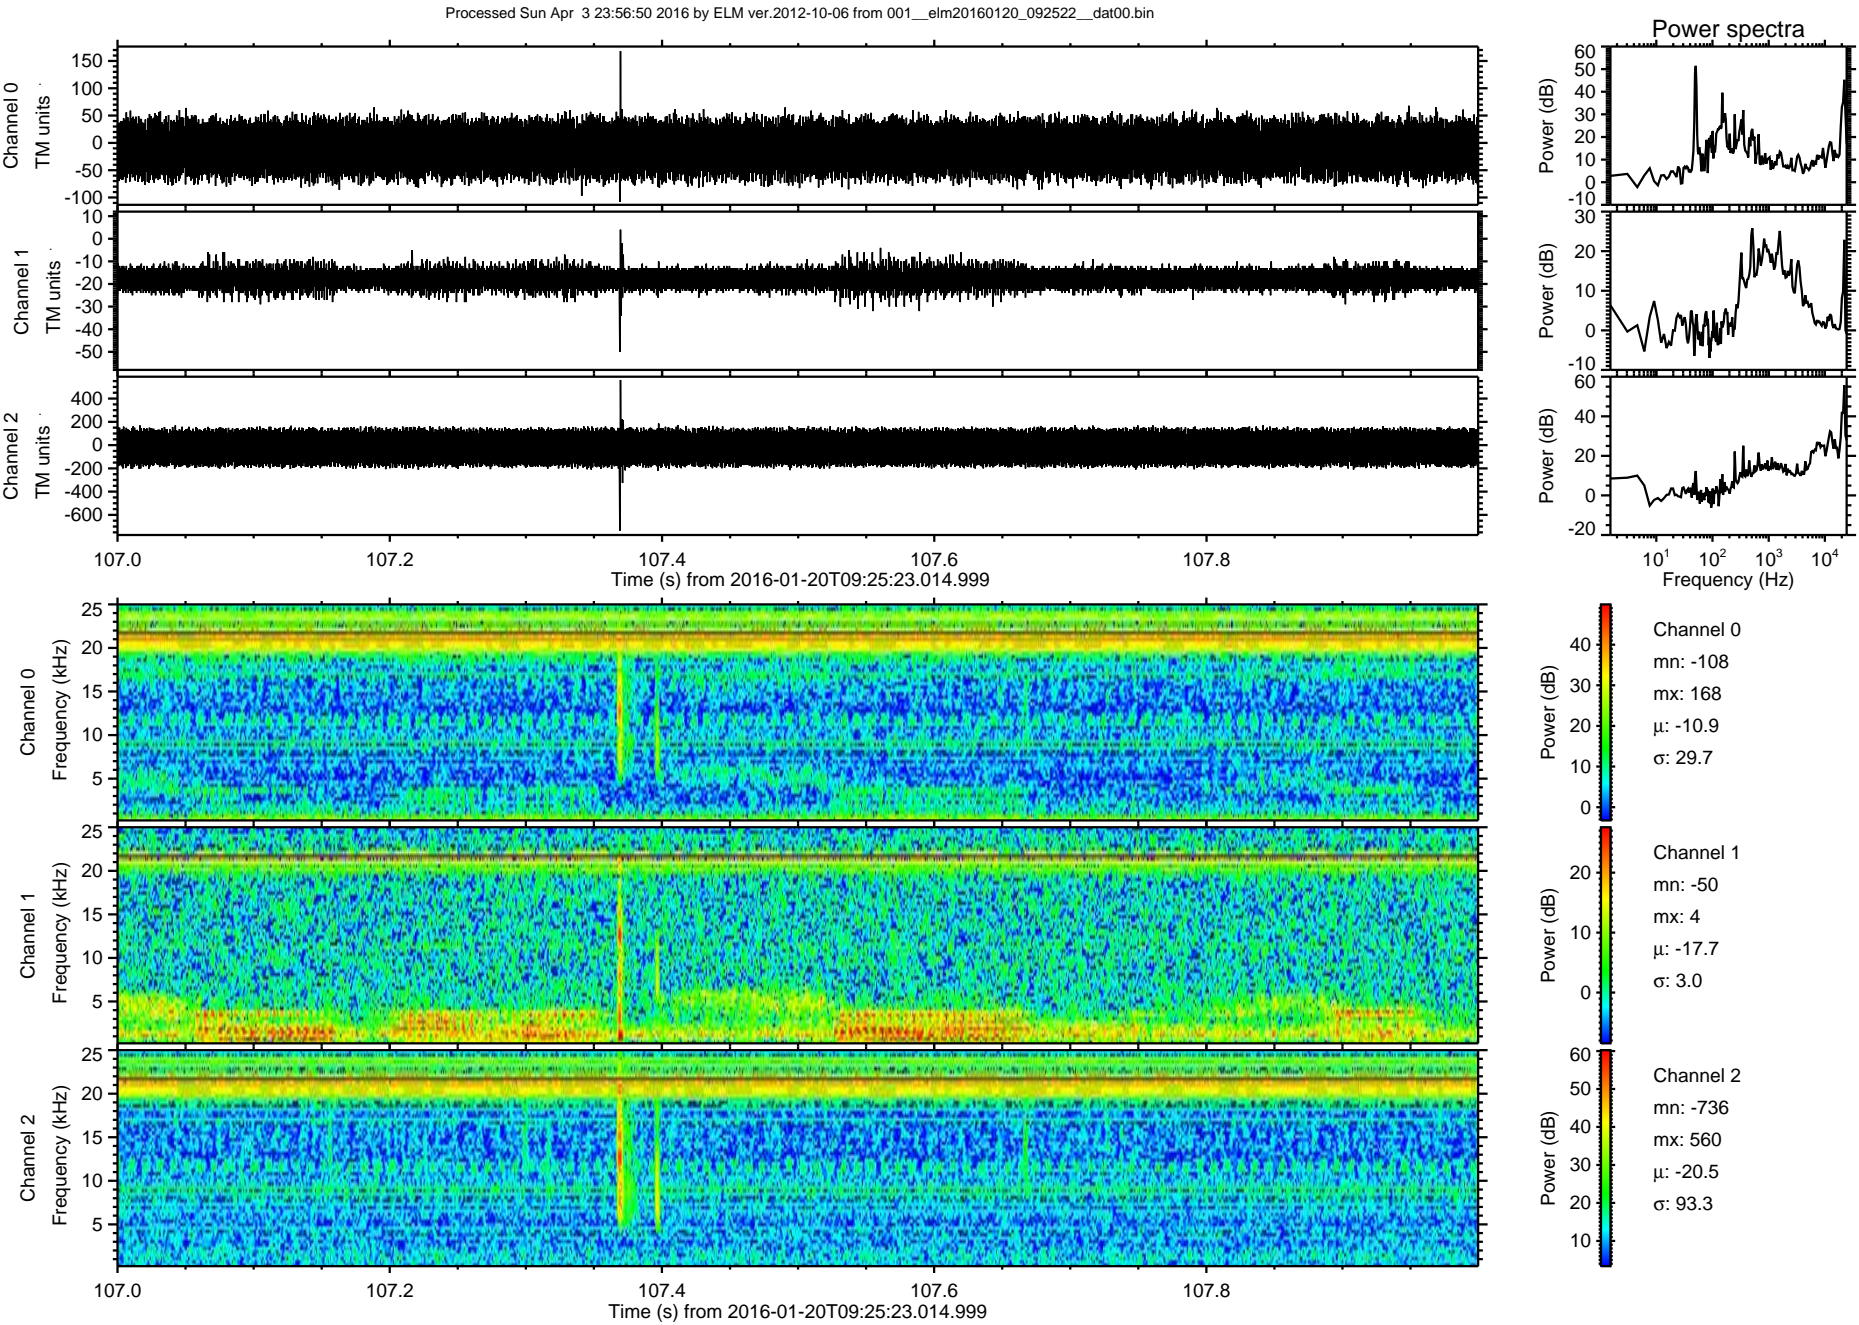 Processed Sun Apr  3 23:56:50 2016 by ELM ver.2012-10-06 from 001__elm20160120_092522__dat00.bin
Power spectra
Channel 0
TM units
150
100
50
0
-50
-100
Power (dB)
60
50
40
30
20
10
0
-10
Channel 1
TM units
10
0
-10
-20
-30
-40
-50
Power (dB)
30
20
10
0
-10
Channel 2
TM units
400
200
0
-200
-400
-600
Power (dB)
60
40
20
0
-20
107.0 107.2 107.4 107.6 107.8
Time (s) from 2016-01-20T09:25:23.014.999
10¹ 10² 10³ 10⁴
Frequency (Hz)
Channel 0
Frequency (kHz)
25
20
15
10
5
Power (dB)
40
30
20
10
0
Channel 0
mn: -108
mx: 168
μ: -10.9
σ: 29.7
Channel 1
Frequency (kHz)
25
20
15
10
5
Power (dB)
20
10
0
Channel 1
mn: -50
mx: 4
μ: -17.7
σ: 3.0
Channel 2
Frequency (kHz)
25
20
15
10
5
Power (dB)
60
50
40
30
20
10
Channel 2
mn: -736
mx: 560
μ: -20.5
σ: 93.3
107.0 107.2 107.4 107.6 107.8
Time (s) from 2016-01-20T09:25:23.014.999